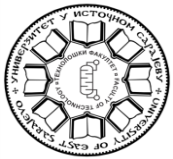 УНИВЕРЗИТЕТ У ИСТОЧНОМ САРАЈЕВУ
UNIVERSITY OF EAST SARAJEVO
ТЕХНОЛОШКИ ФАКУЛТЕТ
FACULTY OF TECHNOLOGY